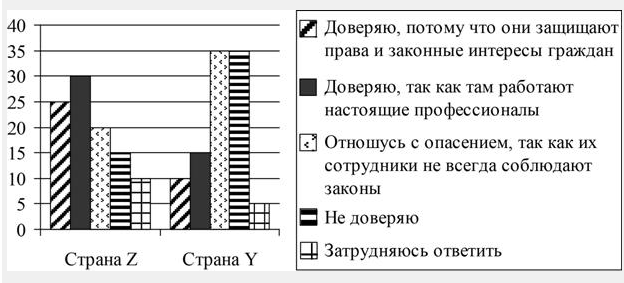 40
35
30
25
20
15
10
5
0
Страна Z
Страна Y
Доверяю, потому что они защищают
права и законные интересы граждан
Доверяю, так как там работают
настоящие профессионалы
Отношусь с опасением, так как их
сотрудники не всегда соблюдают
законы
Не доверяю
Затрудняюсь ответить